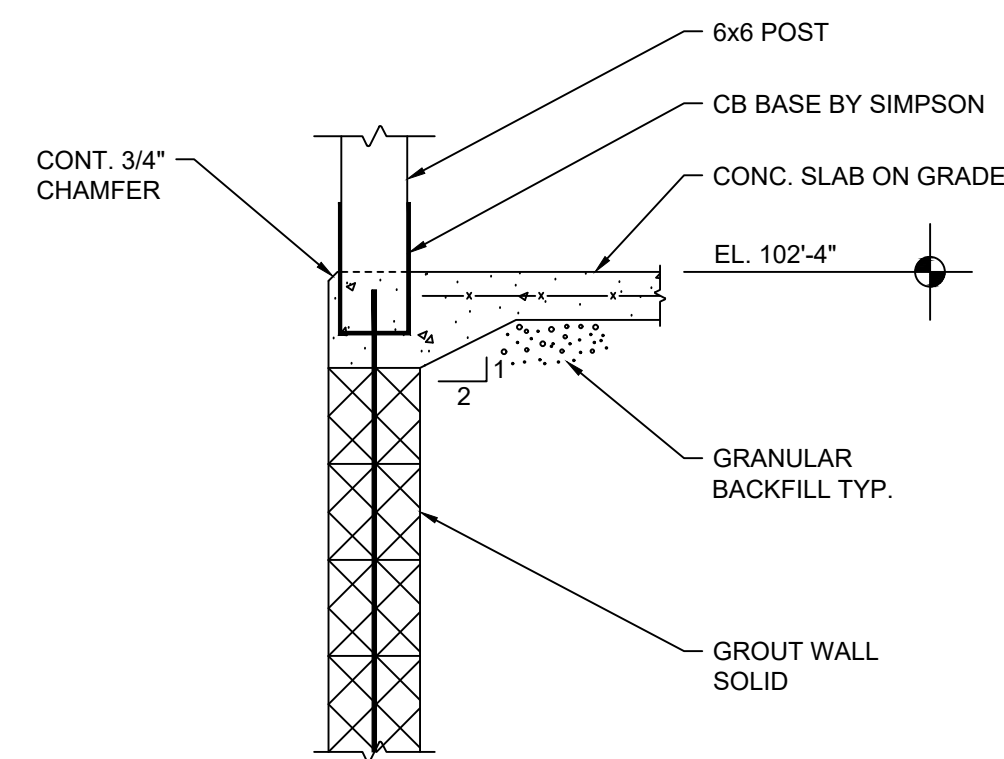 6x6 POST
CB BASE BY SIMPSON
CONT. 3/4"
CHAMFER
CONC. SLAB ON GRADE
EL. 102'-4"
1
2
GRANULAR
BACKFILL TYP.
GROUT WALL
SOLID